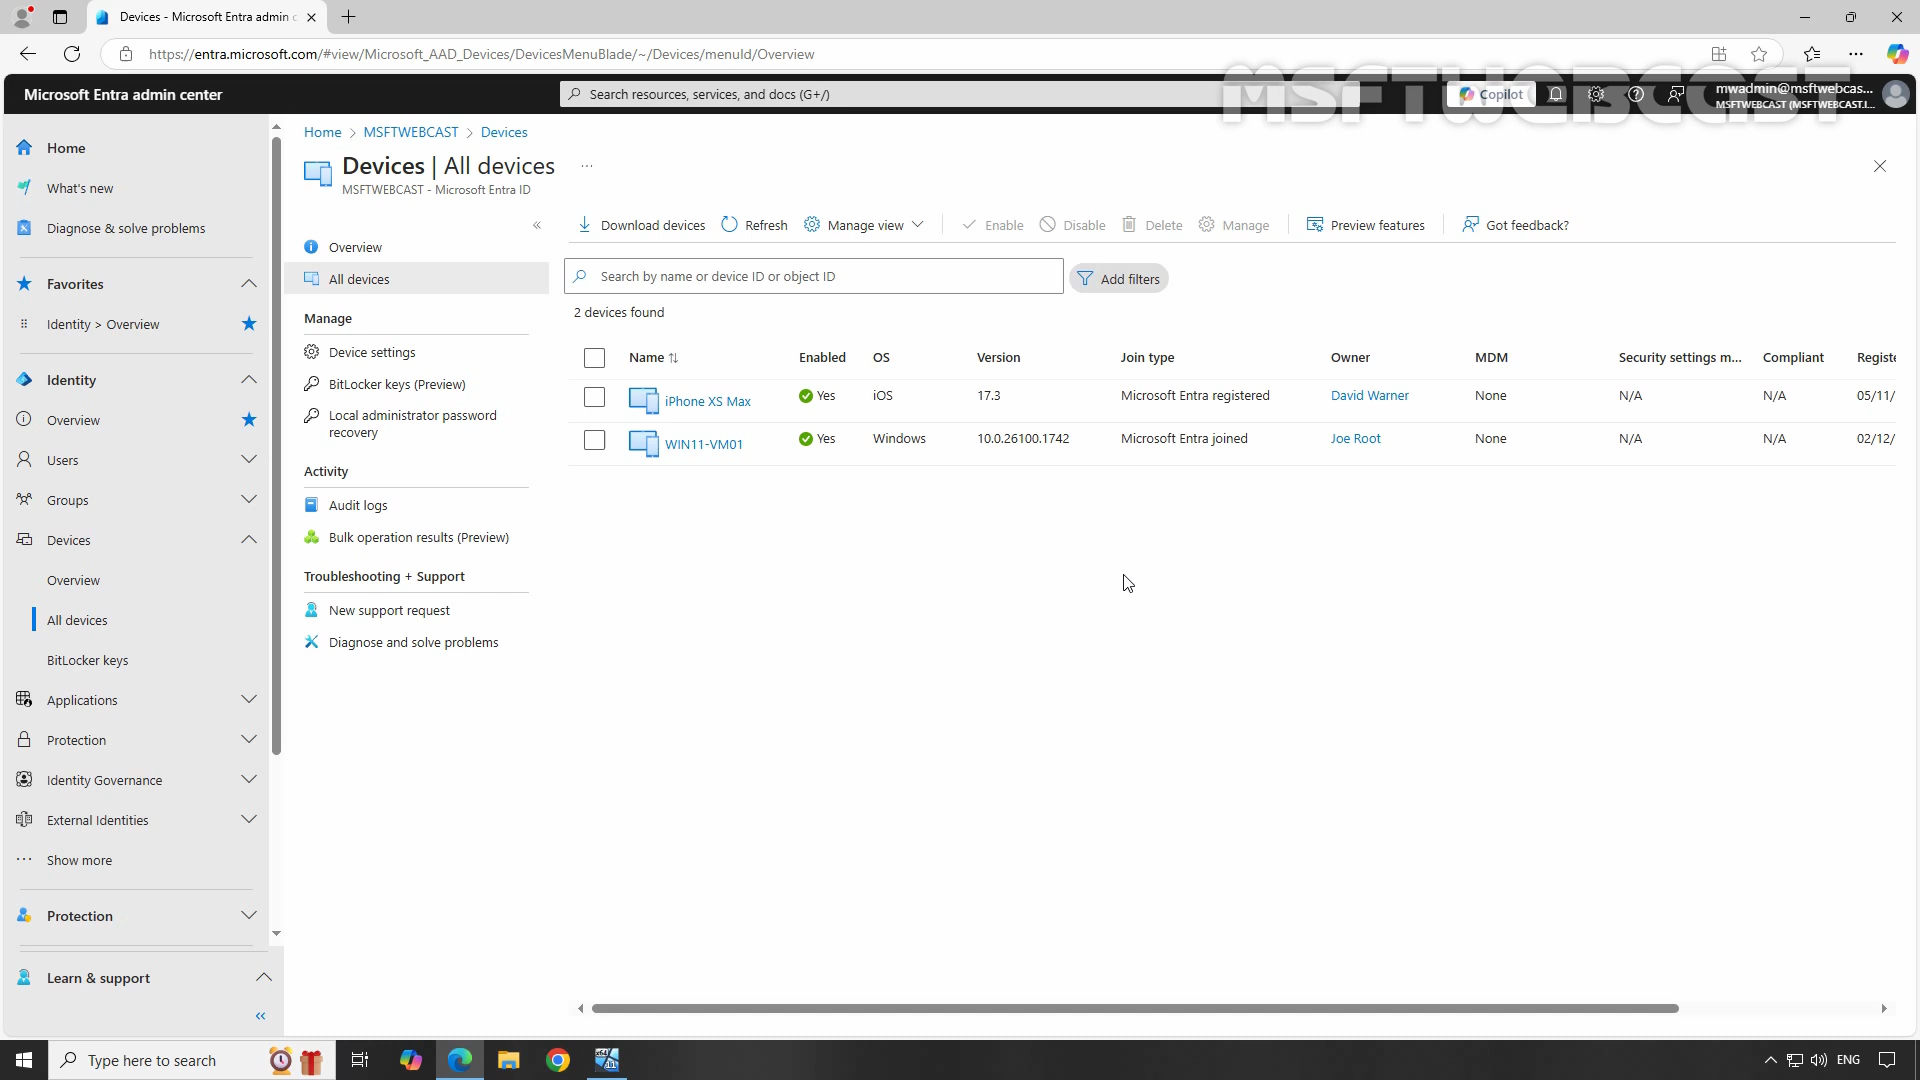 Devices - Microsoft Entra admin c
https://entra.microsoft.com/#view/Microsoft_AAD_Devices/DevicesMenuBlade/~/Devices/menuId/Overview
MSFTWEBCAST
Microsoft Entra admin center
Search resources, services, and docs (G+/)
Copilot
mwadmin@msftwebcas...
MSFTWEBCAST (MSFTWEBCAST.I...
Home
What's new
Diagnose & solve problems
Favorites
Identity > Overview
Identity
Overview
Users
Groups
Devices
Overview
All devices
BitLocker keys
Applications
Protection
Identity Governance
External Identities
Show more
Protection
Learn & support
Home > MSFTWEBCAST > Devices
Devices | All devices
MSFTWEBCAST - Microsoft Entra ID
Overview
All devices
Manage
Device settings
BitLocker keys (Preview)
Local administrator password
recovery
Activity
Audit logs
Bulk operation results (Preview)
Troubleshooting + Support
New support request
Diagnose and solve problems
Download devices Refresh Manage view Enable Disable Delete Manage Preview features Got feedback?
Search by name or device ID or object ID
Add filters
2 devices found
Name Enabled OS Version Join type Owner MDM Security settings m... Compliant Registe
iPhone XS Max Yes iOS 17.3 Microsoft Entra registered David Warner None N/A N/A 05/11/
WIN11-VM01 Yes Windows 10.0.26100.1742 Microsoft Entra joined Joe Root None N/A N/A 02/12/
Type here to search
ENG